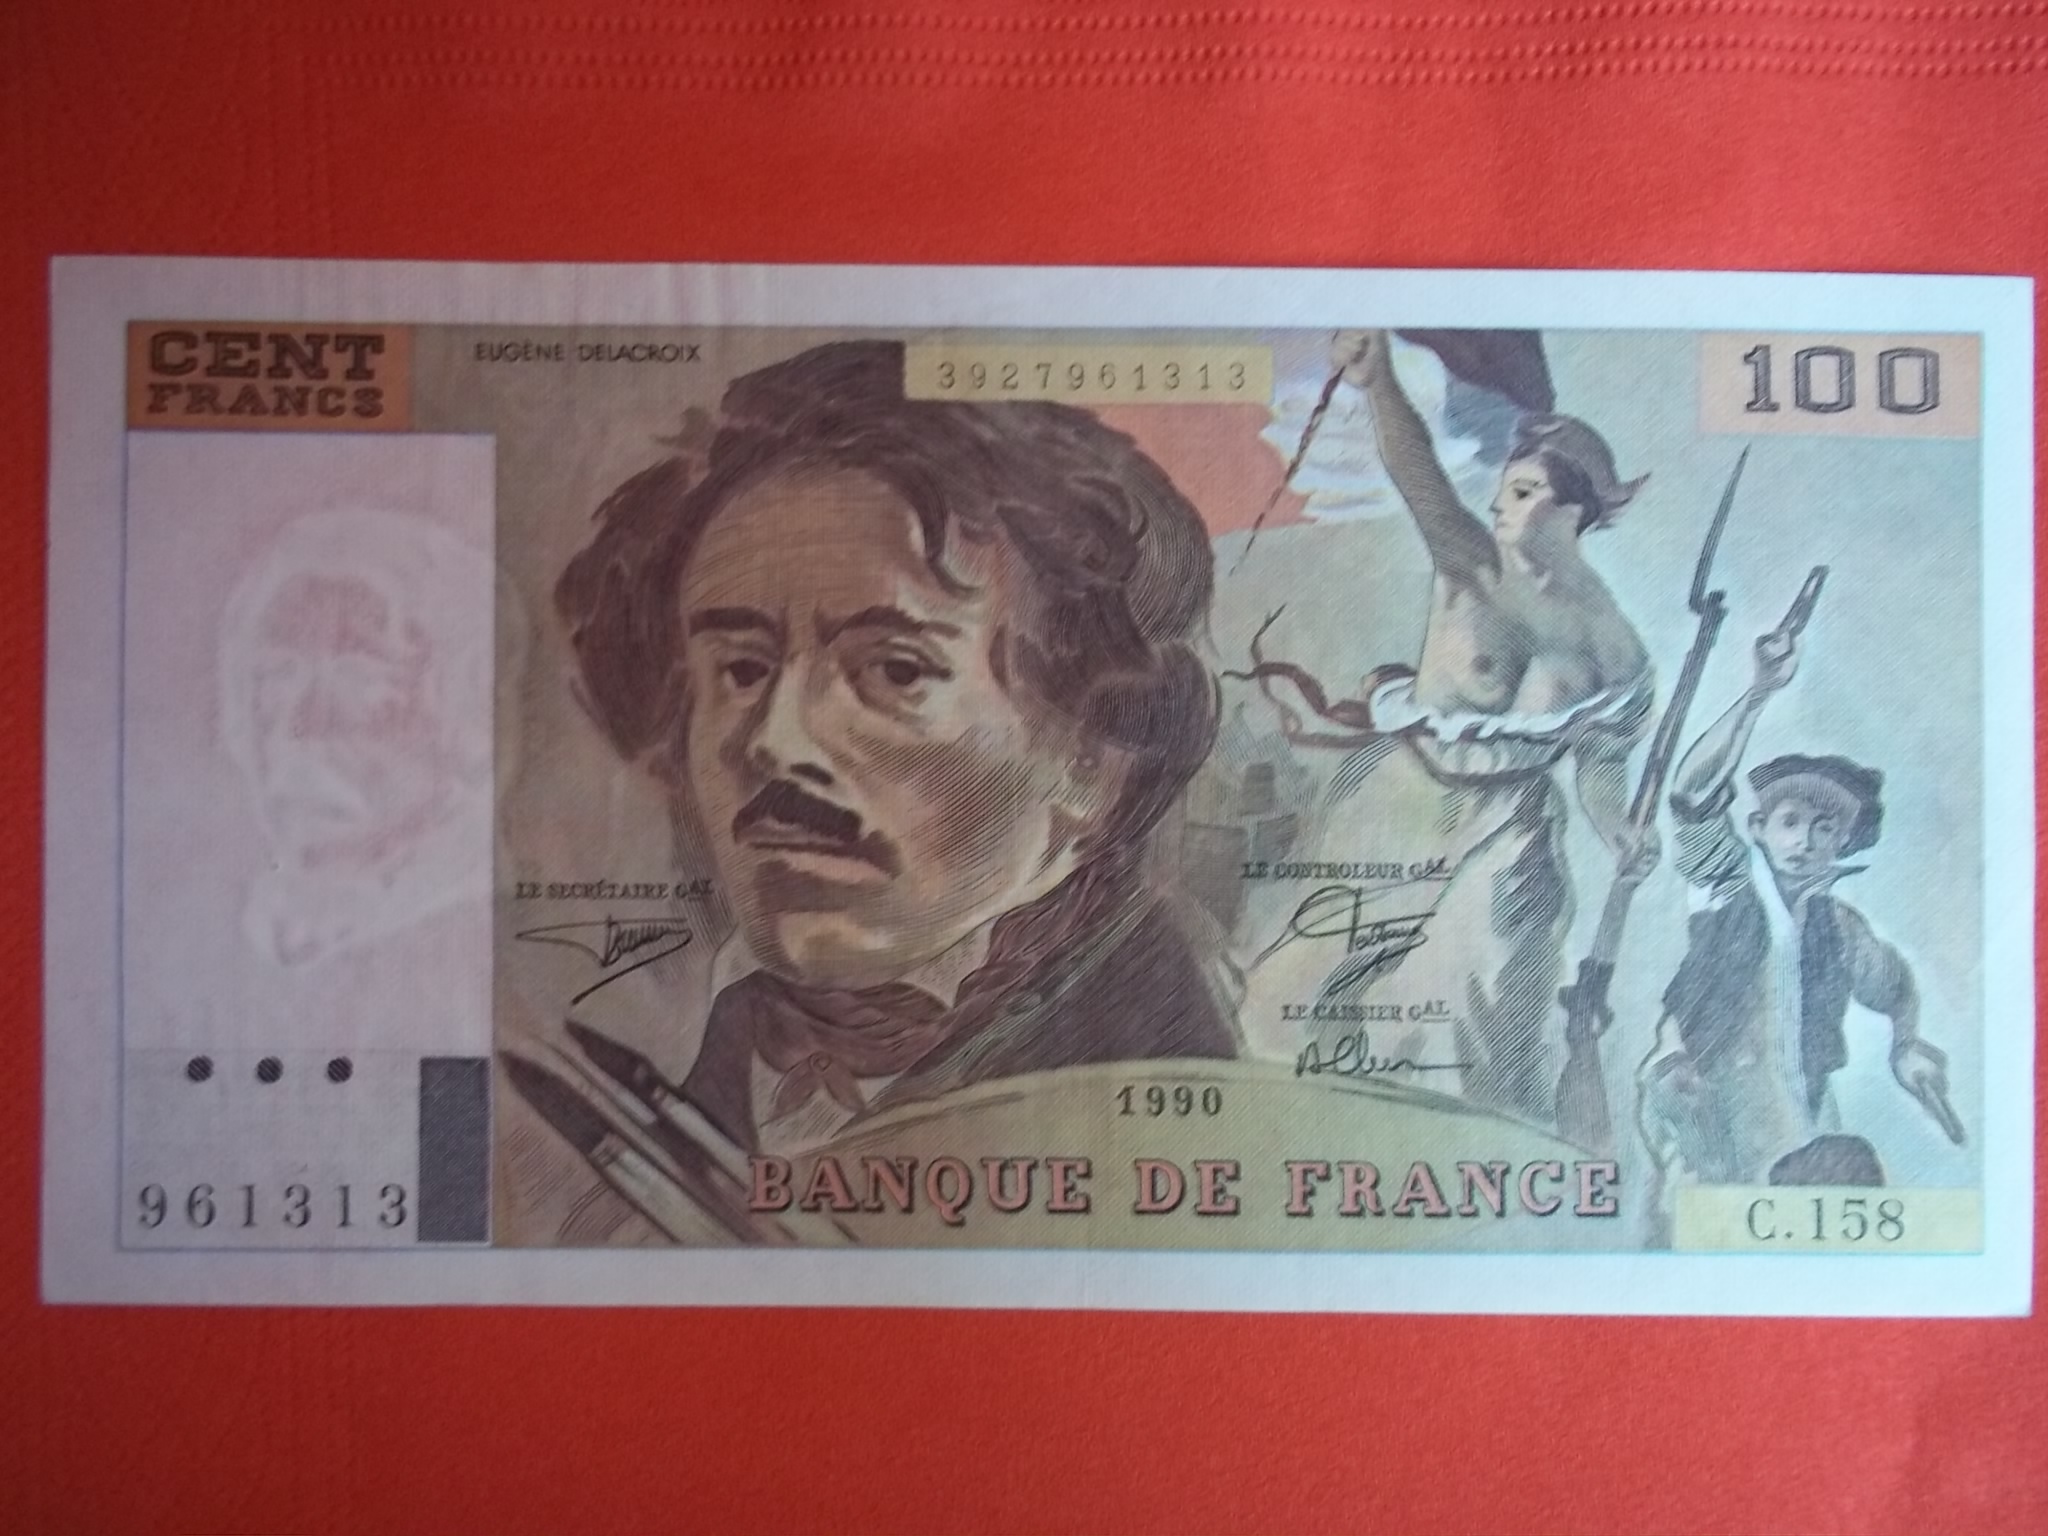 CENT
FRANCS
EUGÈNE DELACROIX
3927961313
100
LE SECRÉTAIRE GAL
LE CONTROLEUR GAL
LE CAISSIER GAL
1990
BANQUE DE FRANCE
961313
C.158